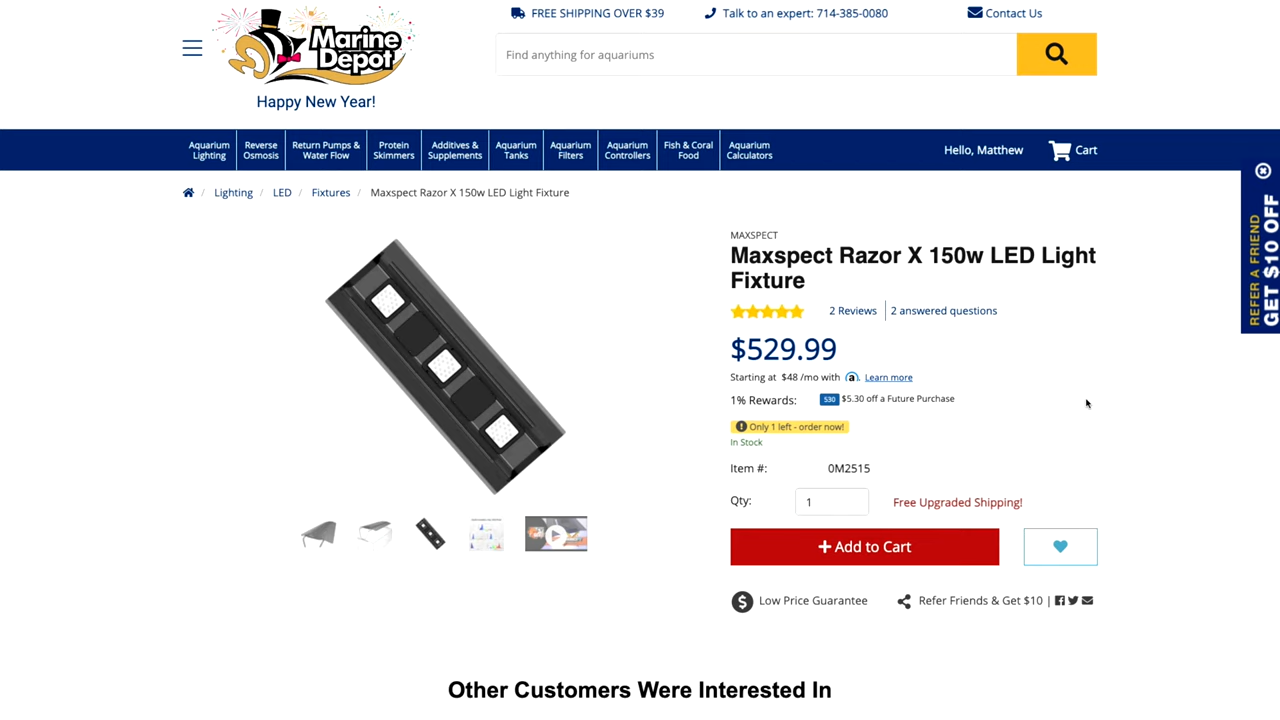 FREE SHIPPING OVER $39
Talk to an expert: 714-385-0080
Contact Us
Marine Depot
Happy New Year!
Find anything for aquariums
Aquarium Lighting
Reverse Osmosis
Return Pumps & Water Flow
Protein Skimmers
Additives & Supplements
Aquarium Tanks
Aquarium Filters
Aquarium Controllers
Fish & Coral Food
Aquarium Calculators
Hello, Matthew
Cart
REFER A FRIEND
GET $10 OFF
/ Lighting / LED / Fixtures / Maxspect Razor X 150w LED Light Fixture
MAXSPECT
Maxspect Razor X 150w LED Light
Fixture
2 Reviews
2 answered questions
$529.99
Starting at $48 /mo with a. Learn more
1% Rewards: 530 $5.30 off a Future Purchase
Only 1 left - order now!
In Stock
Item #: 0M2515
Qty: 1 Free Upgraded Shipping!
+ Add to Cart
Low Price Guarantee
Refer Friends & Get $10 |
Other Customers Were Interested In